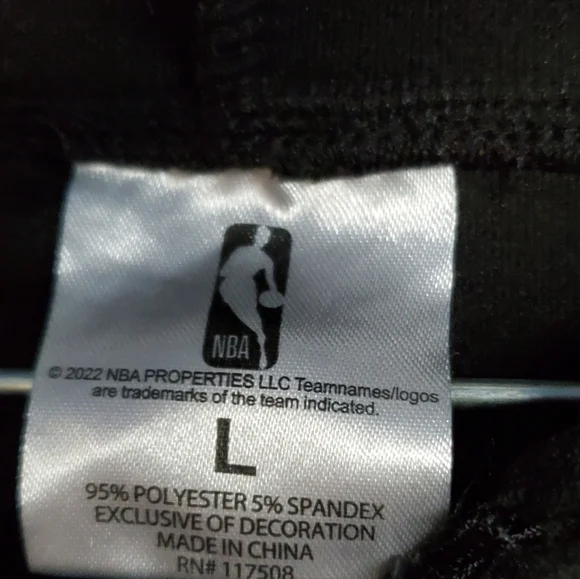 NBA
© 2022 NBA PROPERTIES LLC Teamnames/logos
are trademarks of the team indicated.
L
95% POLYESTER 5% SPANDEX
EXCLUSIVE OF DECORATION
MADE IN CHINA
RN# 117508